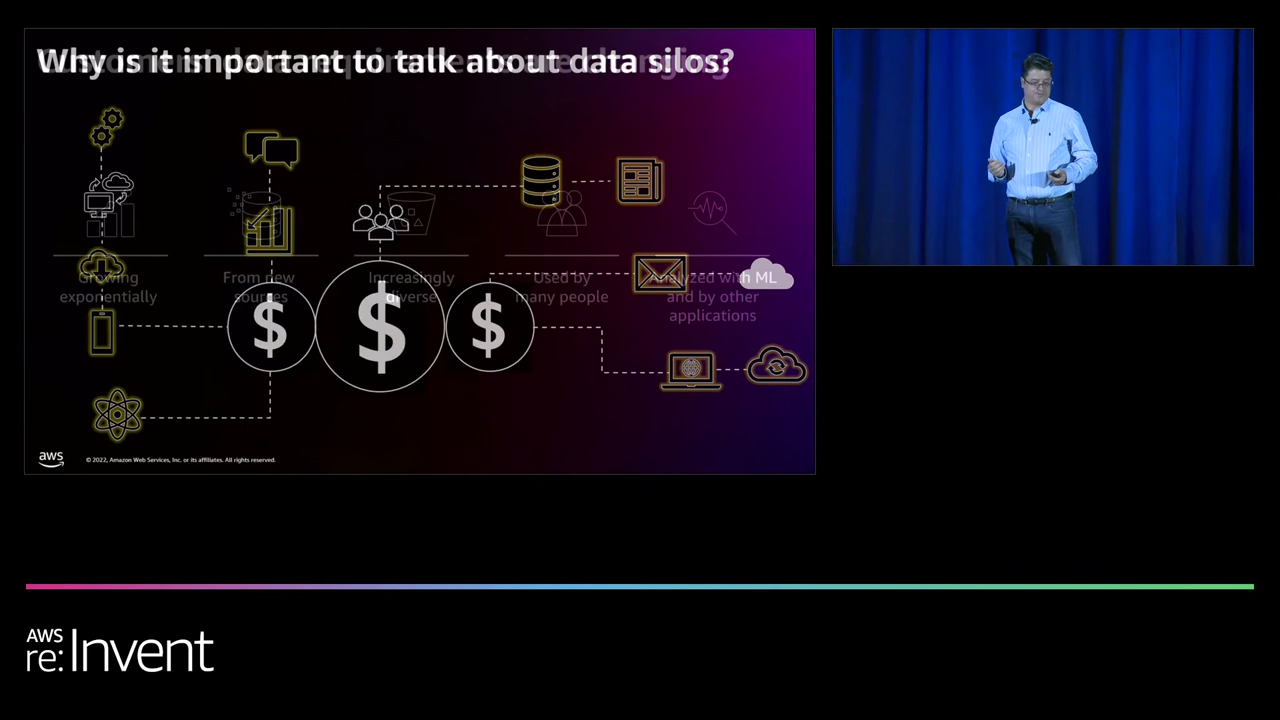 Why is it important to talk about data silos?
Growing
exponentially
From new
sources
Increasingly
diverse
Used by
many people
Analyzed with ML
and by other
applications
$
$
$
aws
© 2022, Amazon Web Services, Inc. or its affiliates. All rights reserved.
AWS
re:Invent